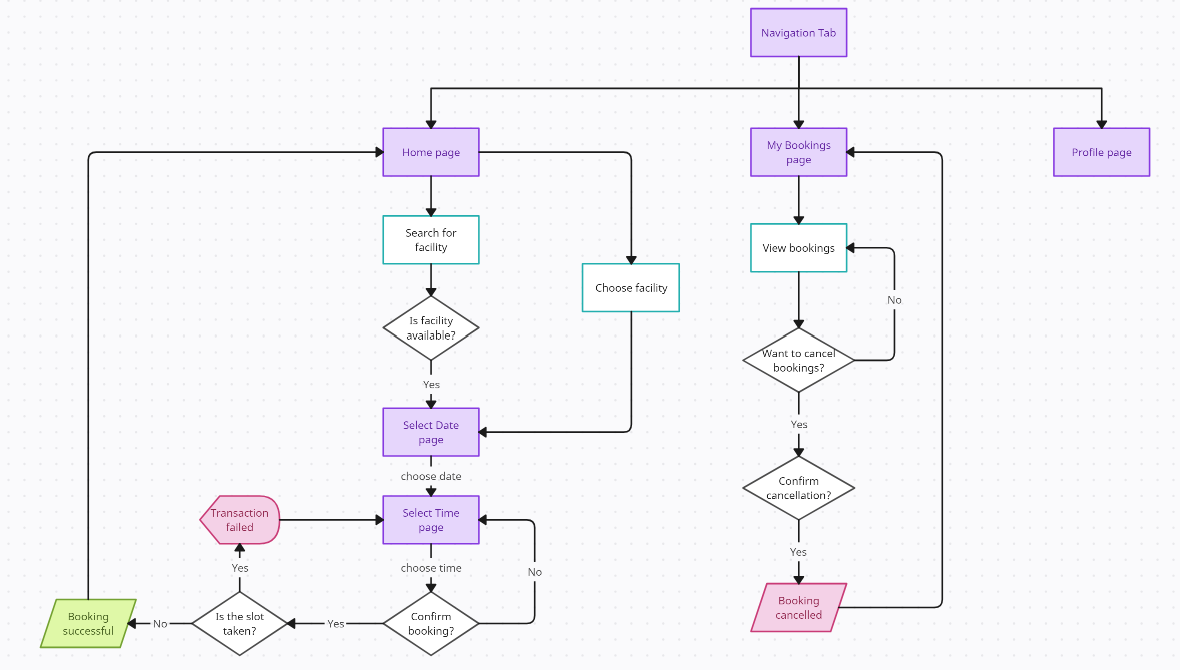 Navigation Tab
Home page
My Bookings
page
Profile page
Search for
facility
View bookings
Choose facility
No
Is facility
available?
Want to cancel
bookings?
Yes
Select Date
page
Yes
choose date
Confirm
cancellation?
Transaction
failed
Select Time
page
Yes
choose time
No
Yes
Booking
successful
No
Is the slot
taken?
Yes
Confirm
booking?
Booking
cancelled